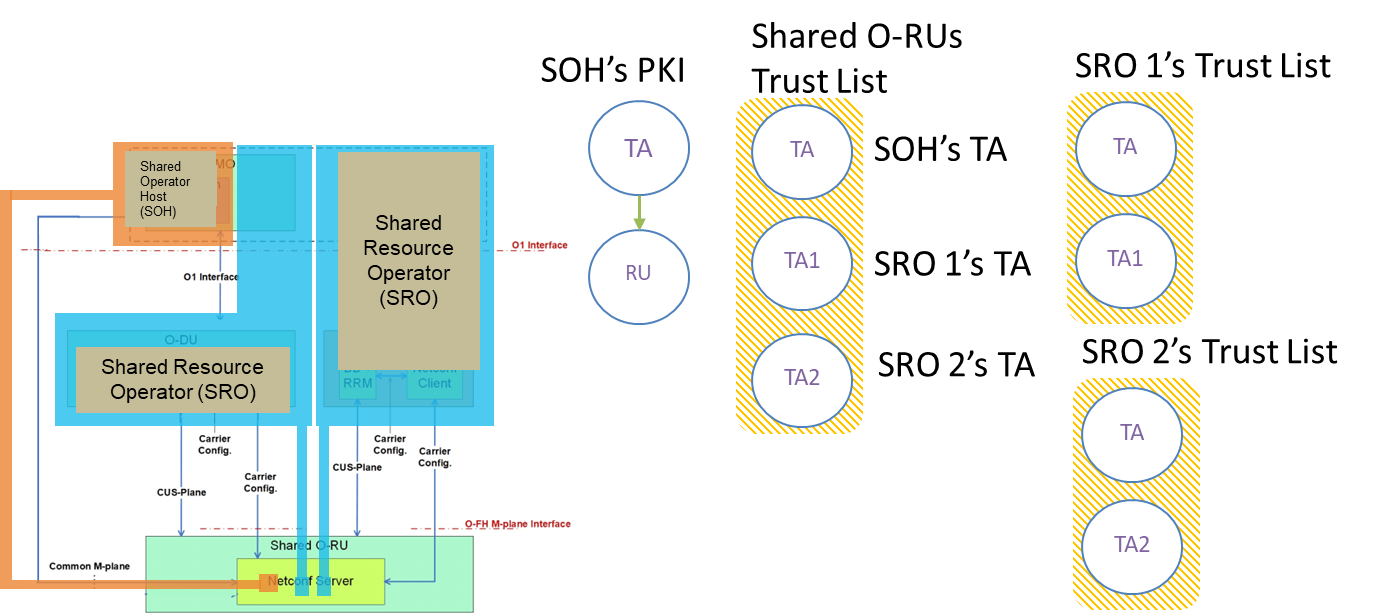 Shared
Operator
Host
(SOH)
MO
n
O1 Interface
O1 Interface
Shared
Resource
Operator
(SRO)
O-DU
Shared Resource
Operator (SRO)
RRM
Client
Carrier
Config.
Carrier
Config.
CUS-Plane
Carrier
Config.
CUS-Plane
Carrier
Config.
O-FH M-plane Interface
Shared O-RU
Common M-plane
Netconf Server
SOH’s PKI
TA
RU
Shared O-RUs
Trust List
TA
SOH’s TA
TA1
SRO 1’s TA
TA2
SRO 2’s TA
SRO 1’s Trust List
TA
TA1
SRO 2’s Trust List
TA
TA2